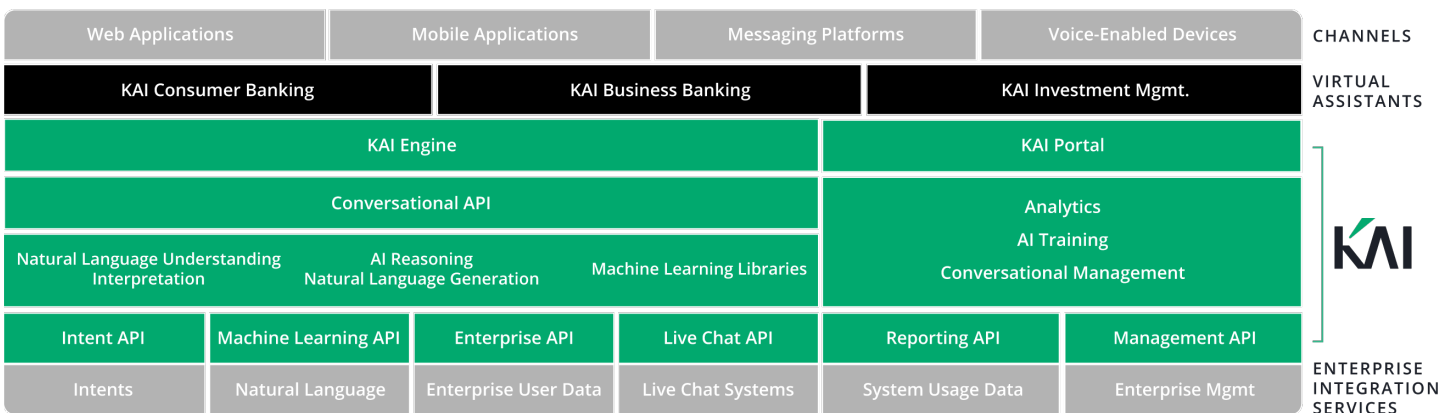 Web Applications
Mobile Applications
Messaging Platforms
Voice-Enabled Devices
CHANNELS
KAI Consumer Banking
KAI Business Banking
KAI Investment Mgmt.
VIRTUAL
ASSISTANTS
KAI Engine
KAI Portal
Conversational API
Analytics
AI Training
Conversational Management
Natural Language Understanding
Interpretation
AI Reasoning
Natural Language Generation
Machine Learning Libraries
KAI
Intent API
Machine Learning API
Enterprise API
Live Chat API
Reporting API
Management API
Intents
Natural Language
Enterprise User Data
Live Chat Systems
System Usage Data
Enterprise Mgmt
ENTERPRISE
INTEGRATION
SERVICES